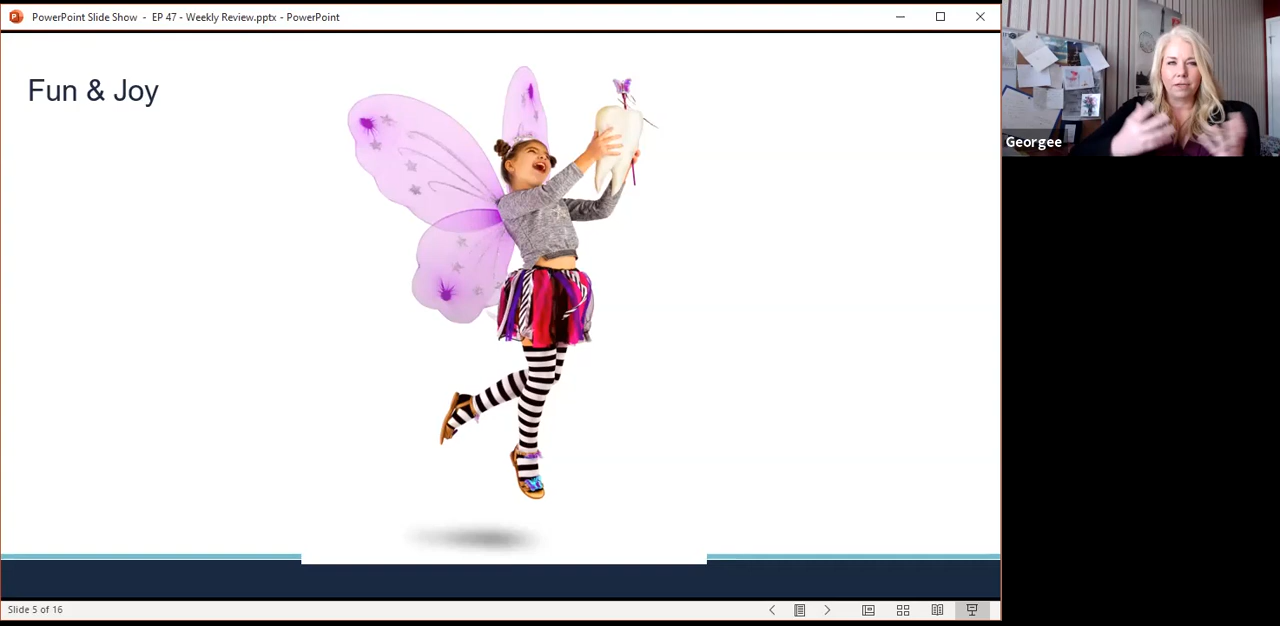 PowerPoint Slide Show - EP 47 - Weekly Review.pptx - PowerPoint
Fun & Joy
Georgee
Slide 5 of 16